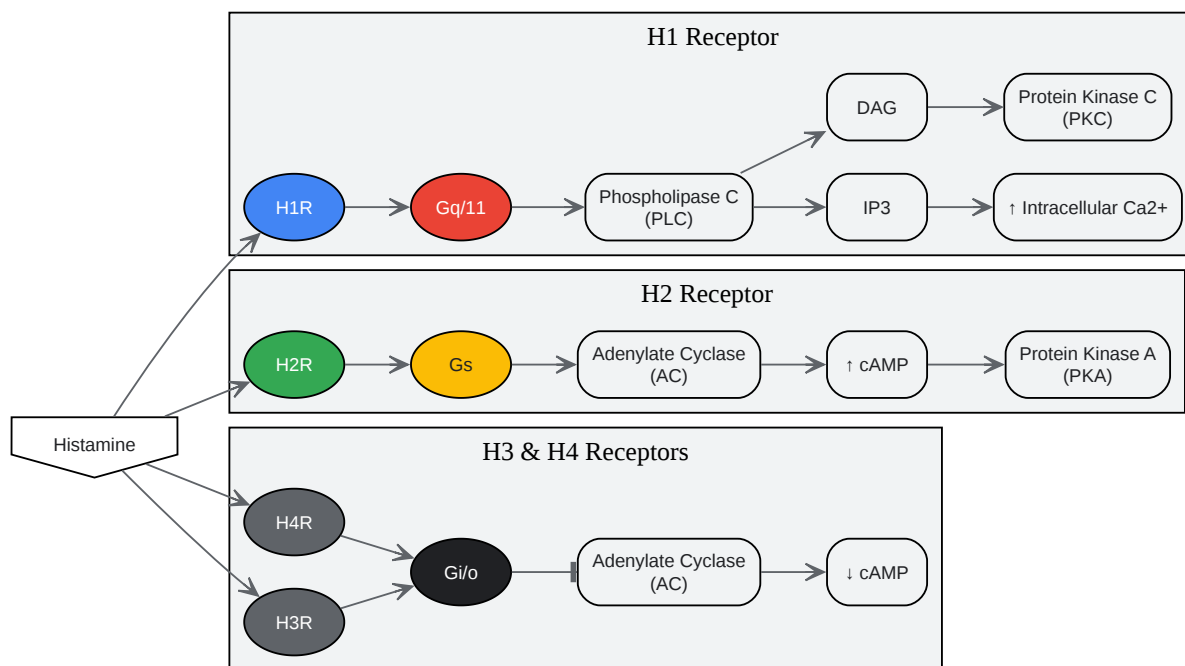 H1 Receptor
DAG
Protein Kinase C
(PKC)
H1R
Gq/11
Phospholipase C
(PLC)
IP3
↑ Intracellular Ca2+
H2 Receptor
H2R
Gs
Adenylate Cyclase
(AC)
↑ cAMP
Protein Kinase A
(PKA)
Histamine
H3 & H4 Receptors
H4R
Gi/o
Adenylate Cyclase
(AC)
↓ cAMP
H3R